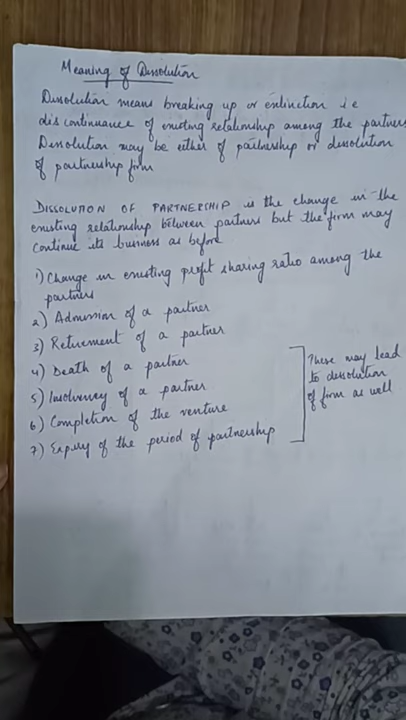 Meaning of Dissolution
Dissolution means breaking up or extinction i.e
discontinuance of existing relationship among the partners
Dissolution may be either of partnership or dissolution
of partnership firm
DISSOLUTION OF PARTNERSHIP is the change in the
existing relationship between partners but the firm may
continue its business as before
1) Change in existing profit sharing ratio among the
partners
2) Admission of a partner
3) Retirement of a partner
4) Death of a partner
5) Insolvency of a partner
6) Completion of the venture
7) Expiry of the period of partnership
These may lead
to dissolution
of firm as well